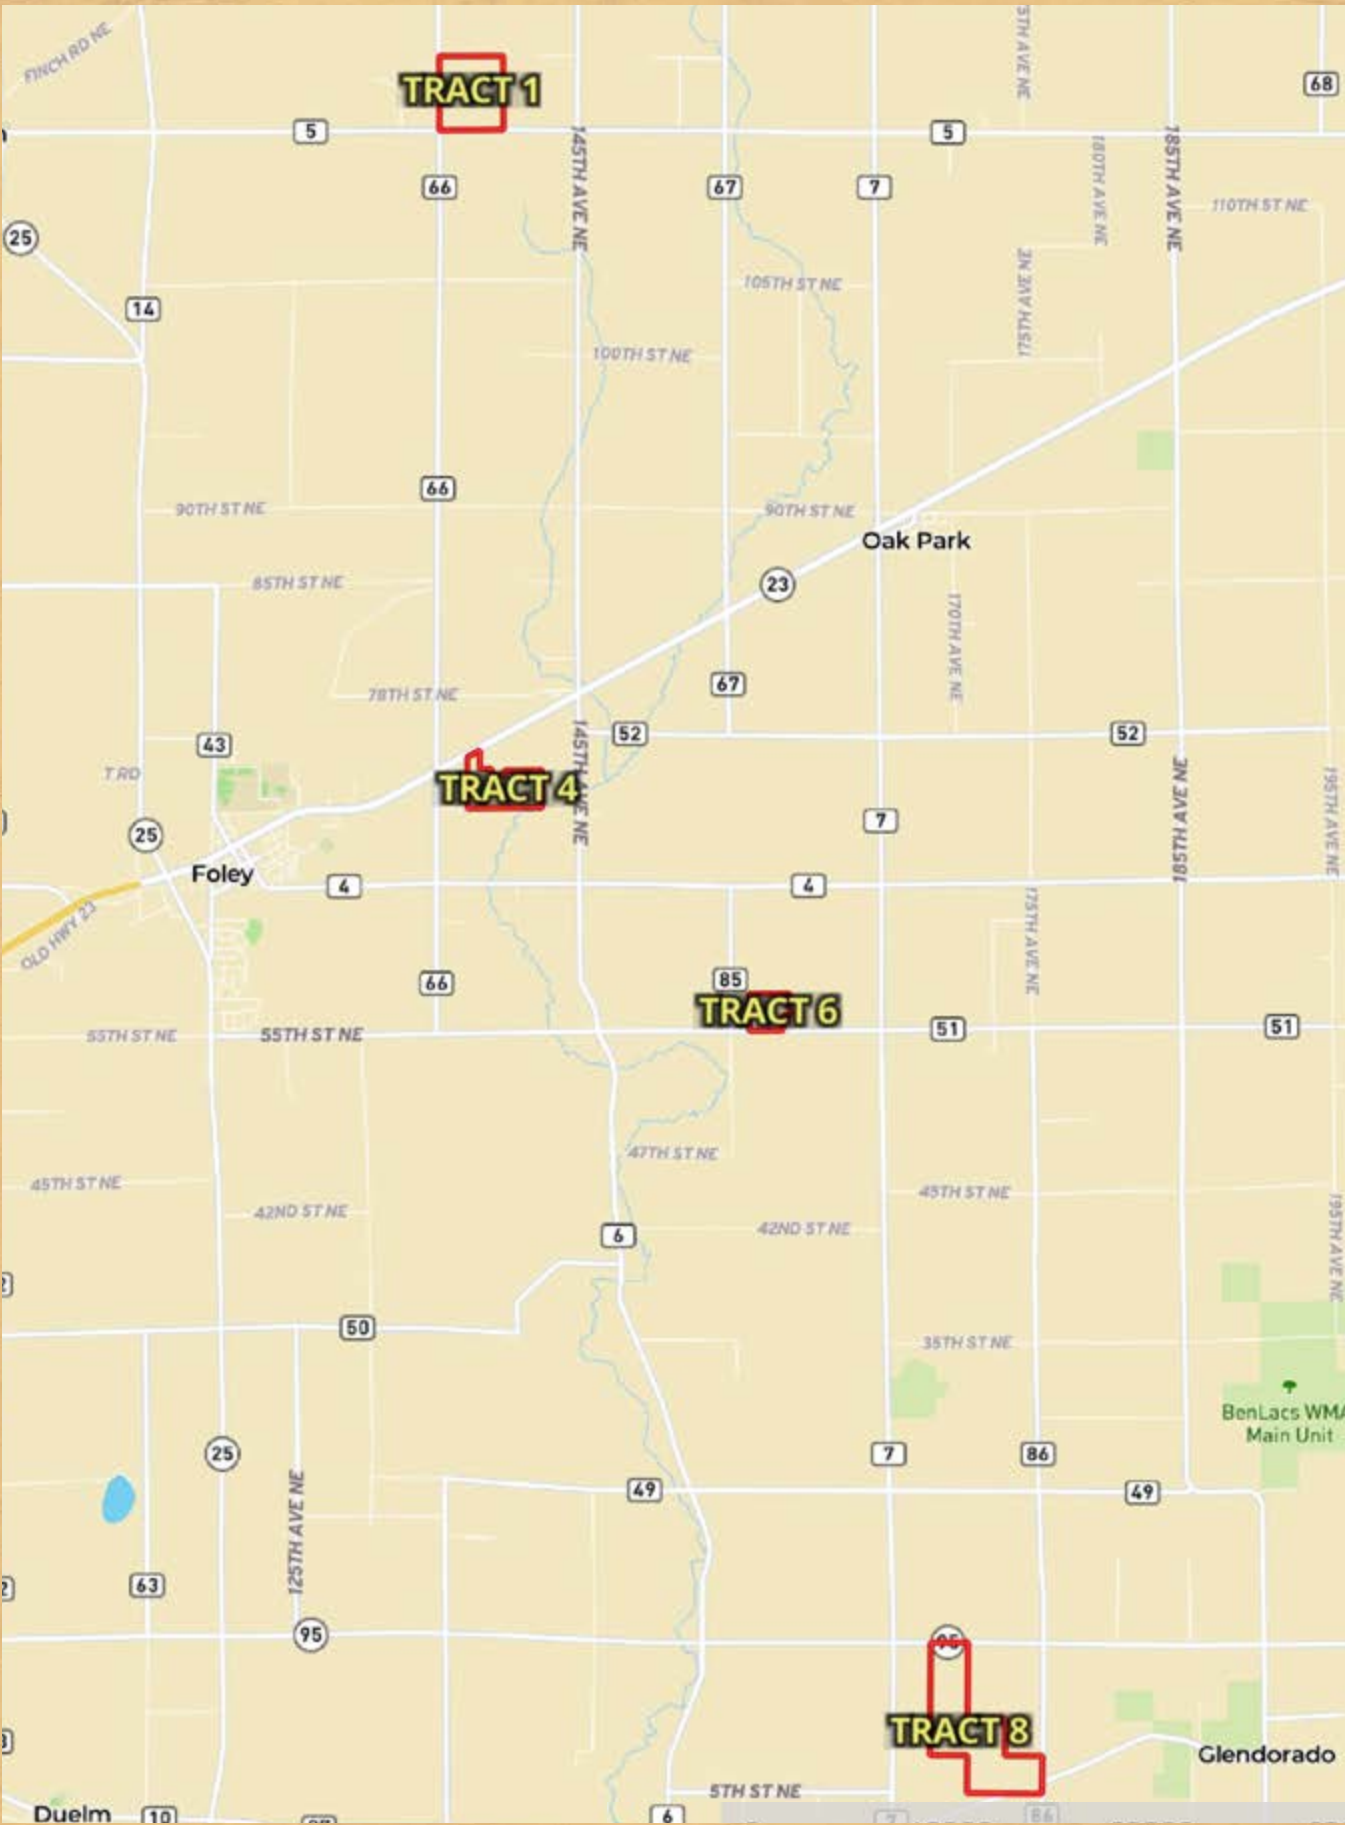 FINCH RD NE
5TH AVE NE
68
TRACT 1
5
5
145TH AVE NE
180TH AVE NE
185TH AVE NE
66
67
7
110TH ST NE
25
14
105TH ST NE
175TH AVE NE
100TH ST NE
66
90TH ST NE
90TH ST NE
Oak Park
85TH ST NE
23
170TH AVE NE
78TH ST NE
67
43
52
52
145TH AVE NE
T RD
TRACT 4
185TH AVE NE
195TH AVE NE
25
7
Foley
4
4
OLD HWY 23
175TH AVE NE
66
85
TRACT 6
55TH ST NE
55TH ST NE
51
51
47TH ST NE
45TH ST NE
45TH ST NE
42ND ST NE
42ND ST NE
195TH AVE NE
6
50
35TH ST NE
BenLacs WMA
Main Unit
25
7
86
49
49
125TH AVE NE
63
95
95
TRACT 8
Glendorado
5TH ST NE
Duelm
10
6
7
86